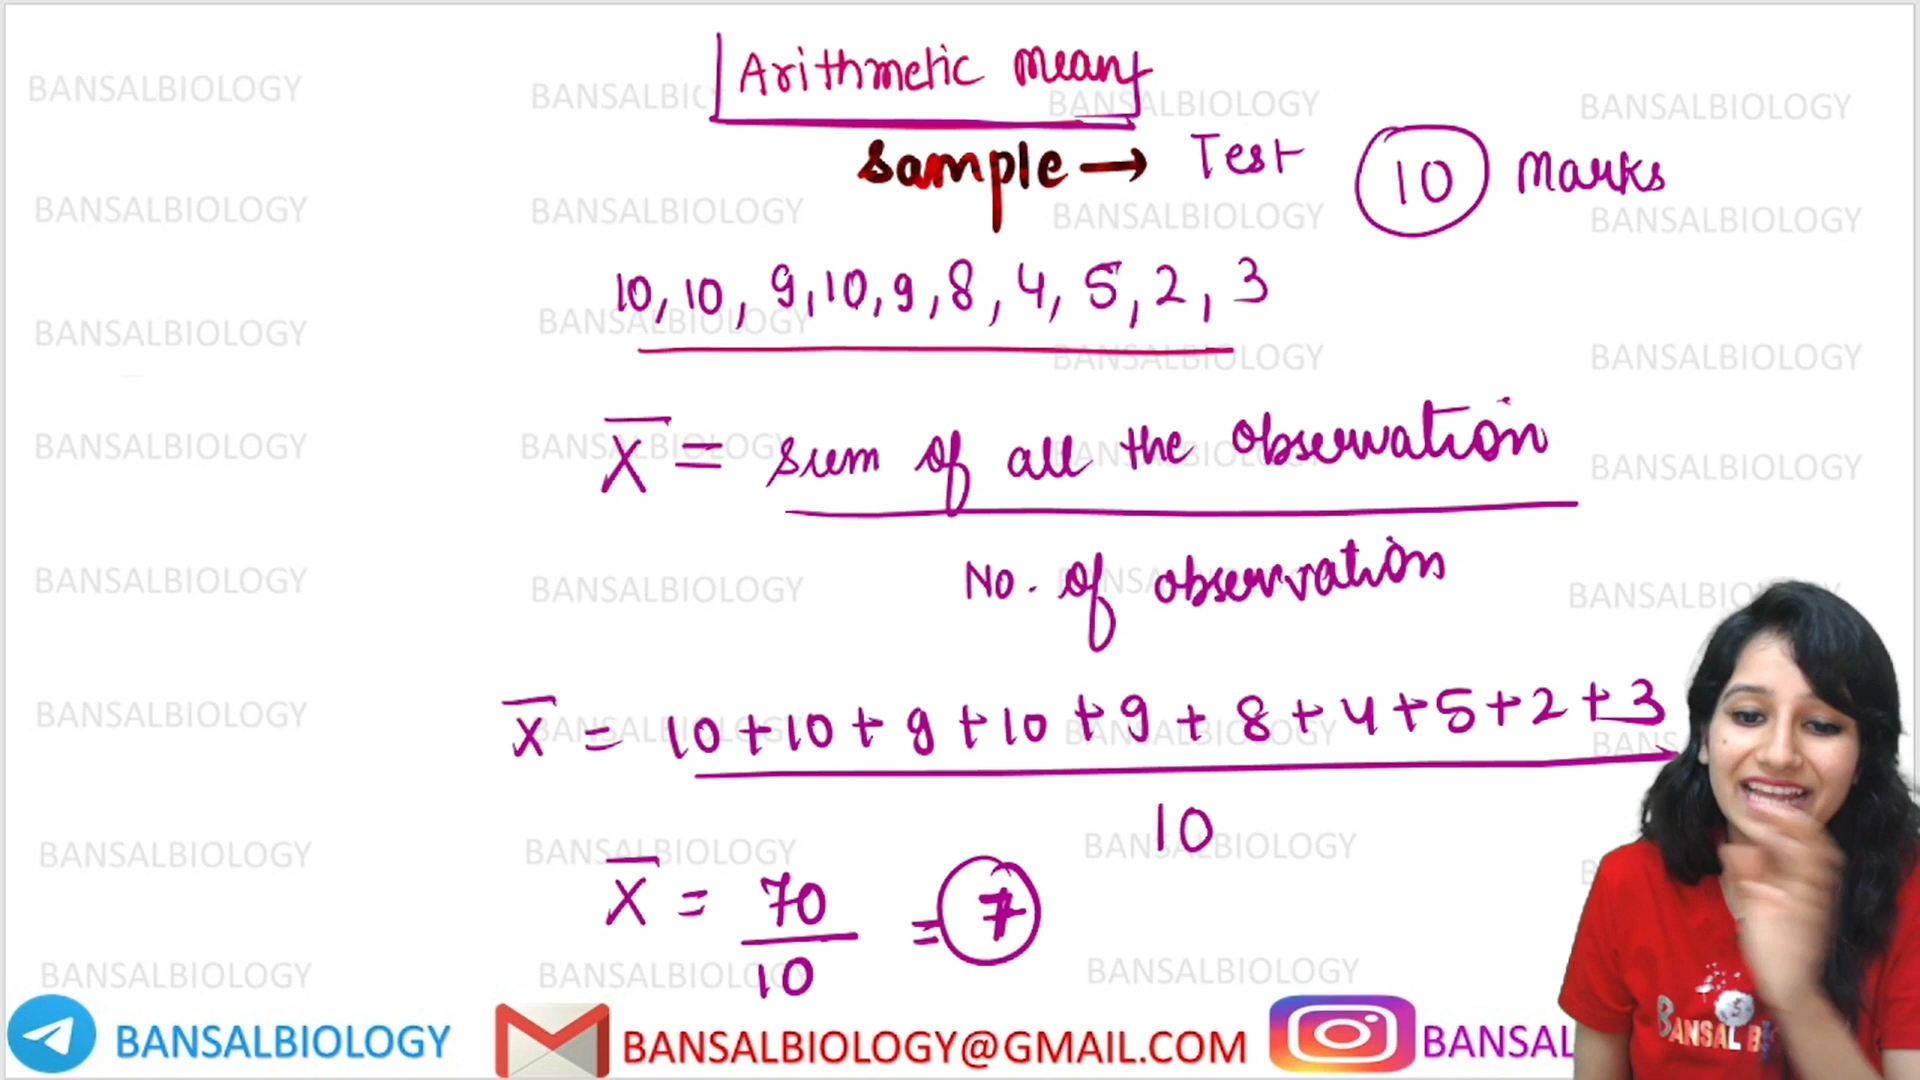 Arithmetic mean
Sample → Test 10 Marks
10, 10, 9, 10, 9, 8, 4, 5, 2, 3
X̄ = Sum of all the observation
No. of observation
X̄ = 10+10+9+10+9+8+4+5+2+3
10
X̄ = 70 = 7
10
BANSALBIOLOGY
BANSALBIOLOGY BANSALBIOLOGY@GMAIL.COM BANSAL
BANSAL B